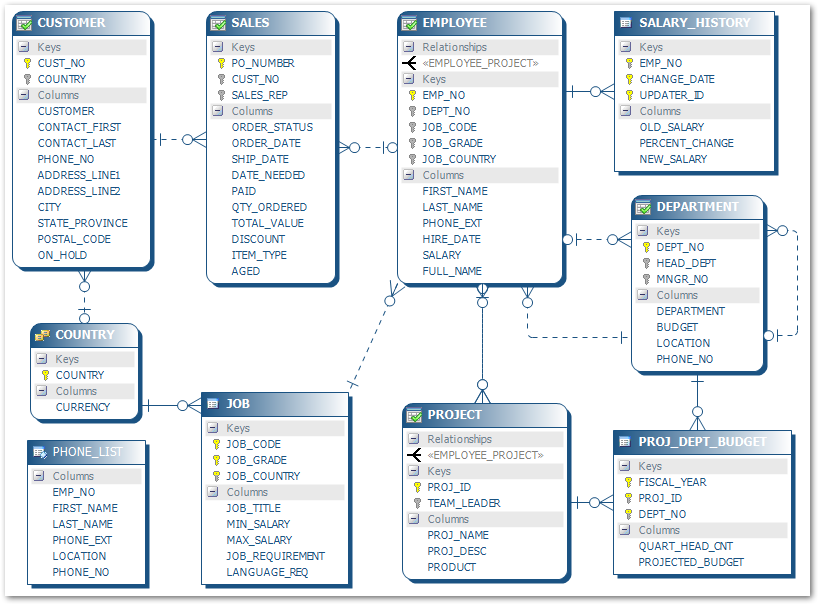 CUSTOMER
Keys
CUST_NO
COUNTRY
Columns
CUSTOMER
CONTACT_FIRST
CONTACT_LAST
PHONE_NO
ADDRESS_LINE1
ADDRESS_LINE2
CITY
STATE_PROVINCE
POSTAL_CODE
ON_HOLD
SALES
Keys
PO_NUMBER
CUST_NO
SALES_REP
Columns
ORDER_STATUS
ORDER_DATE
SHIP_DATE
DATE_NEEDED
PAID
QTY_ORDERED
TOTAL_VALUE
DISCOUNT
ITEM_TYPE
AGED
EMPLOYEE
Relationships
«EMPLOYEE_PROJECT»
Keys
EMP_NO
DEPT_NO
JOB_CODE
JOB_GRADE
JOB_COUNTRY
Columns
FIRST_NAME
LAST_NAME
PHONE_EXT
HIRE_DATE
SALARY
FULL_NAME
SALARY_HISTORY
Keys
EMP_NO
CHANGE_DATE
UPDATER_ID
Columns
OLD_SALARY
PERCENT_CHANGE
NEW_SALARY
DEPARTMENT
Keys
DEPT_NO
HEAD_DEPT
MNGR_NO
Columns
DEPARTMENT
BUDGET
LOCATION
PHONE_NO
COUNTRY
Keys
COUNTRY
Columns
CURRENCY
PHONE_LIST
Columns
EMP_NO
FIRST_NAME
LAST_NAME
PHONE_EXT
LOCATION
PHONE_NO
JOB
Keys
JOB_CODE
JOB_GRADE
JOB_COUNTRY
Columns
JOB_TITLE
MIN_SALARY
MAX_SALARY
JOB_REQUIREMENT
LANGUAGE_REQ
PROJECT
Relationships
«EMPLOYEE_PROJECT»
Keys
PROJ_ID
TEAM_LEADER
Columns
PROJ_NAME
PROJ_DESC
PRODUCT
PROJ_DEPT_BUDGET
Keys
FISCAL_YEAR
PROJ_ID
DEPT_NO
Columns
QUART_HEAD_CNT
PROJECTED_BUDGET